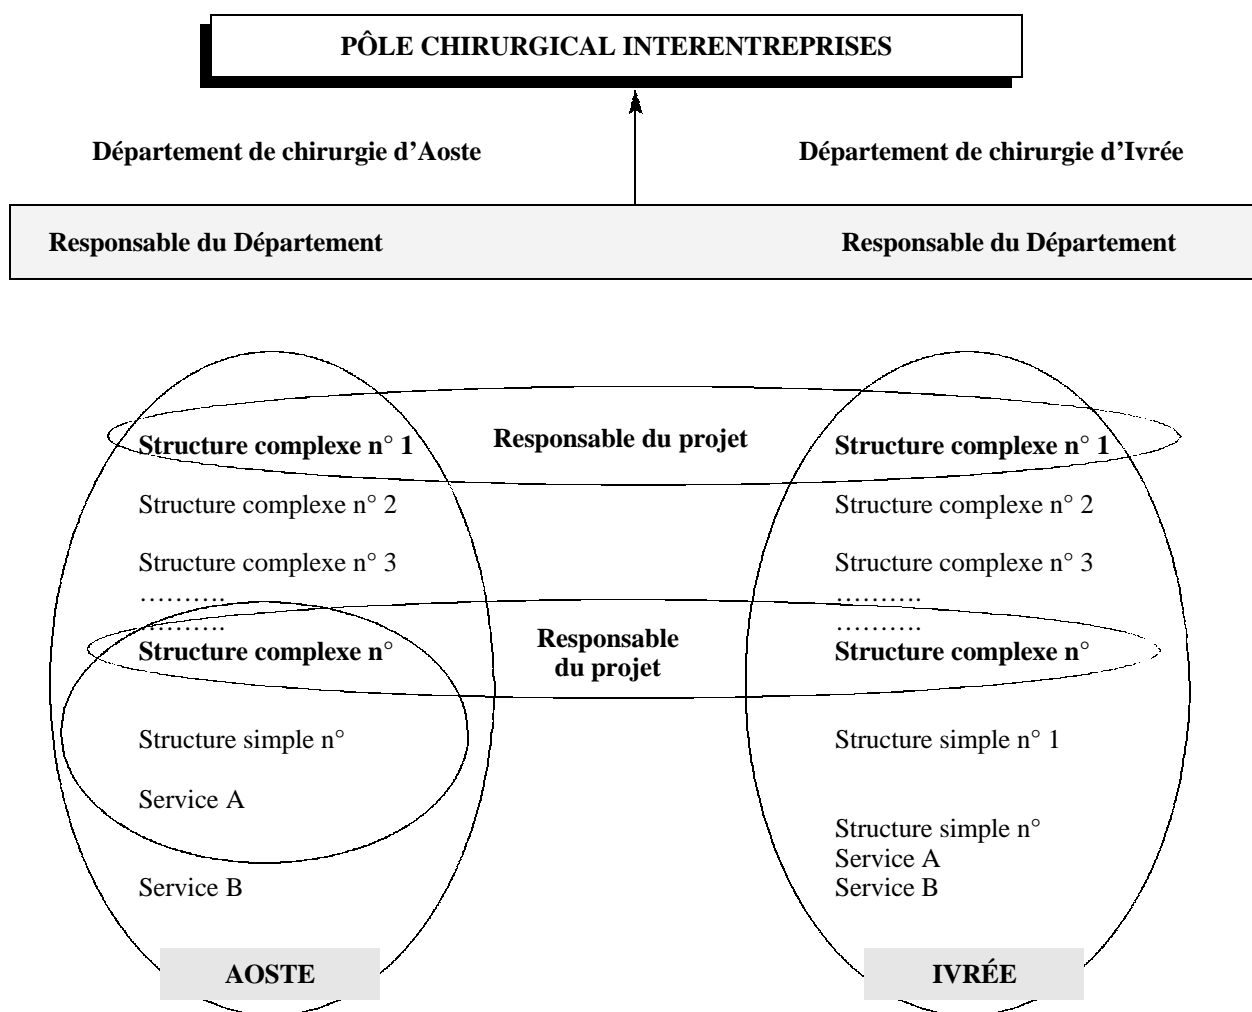 PÔLE CHIRURGICAL INTERENTREPRISES
Département de chirurgie d’Aoste
Département de chirurgie d’Ivrée
Responsable du Département
Responsable du Département
Structure complexe n° 1
Responsable du projet
Structure complexe n° 1
Structure complexe n° 2
Structure complexe n° 2
Structure complexe n° 3
Structure complexe n° 3
……….
……….
……….
……….
Structure complexe n°
Responsable
du projet
Structure complexe n°
Structure simple n°
Structure simple n° 1
Service A
Structure simple n°
Service A
Service B
Service B
AOSTE
IVRÉE